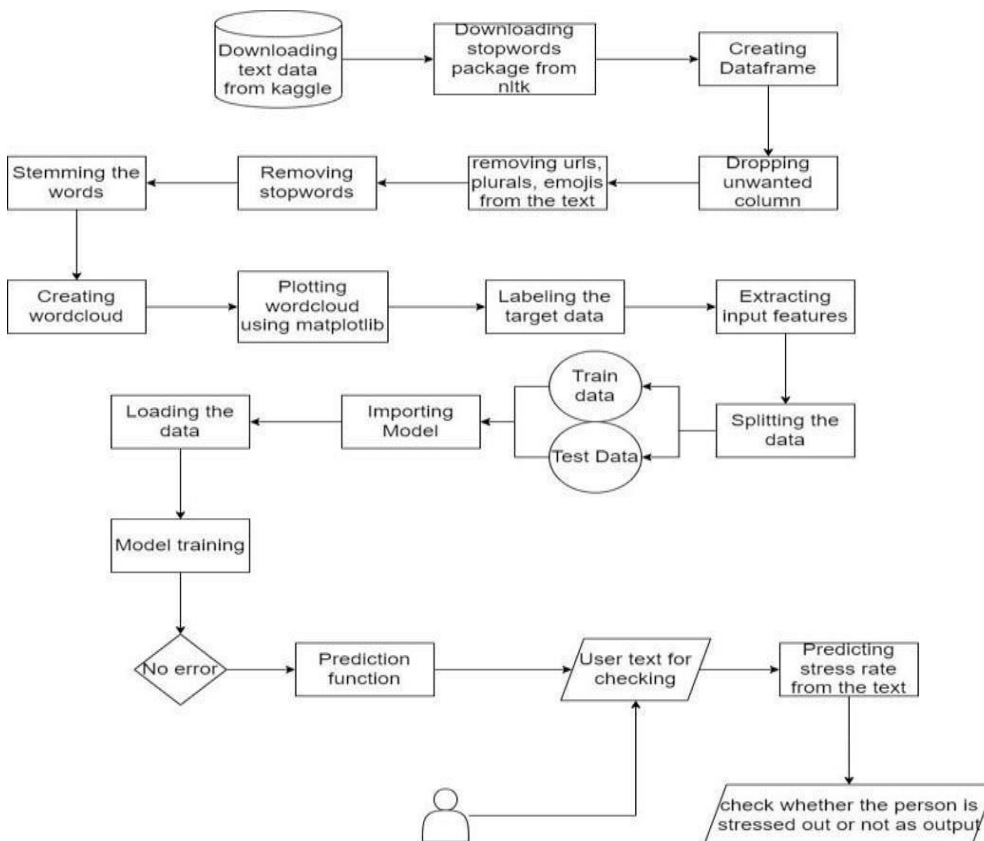 Downloading
text data
from kaggle
Downloading
stopwords
package from
nltk
Creating
Dataframe
Dropping
unwanted
column
removing urls,
plurals, emojis
from the text
Removing
stopwords
Stemming the
words
Creating
wordcloud
Plotting
wordcloud
using matplotlib
Labeling the
target data
Extracting
input features
Splitting the
data
Train
data
Test Data
Importing
Model
Loading the
data
Model training
No error
Prediction
function
User text for
checking
Predicting
stress rate
from the text
check whether the person is
stressed out or not as output